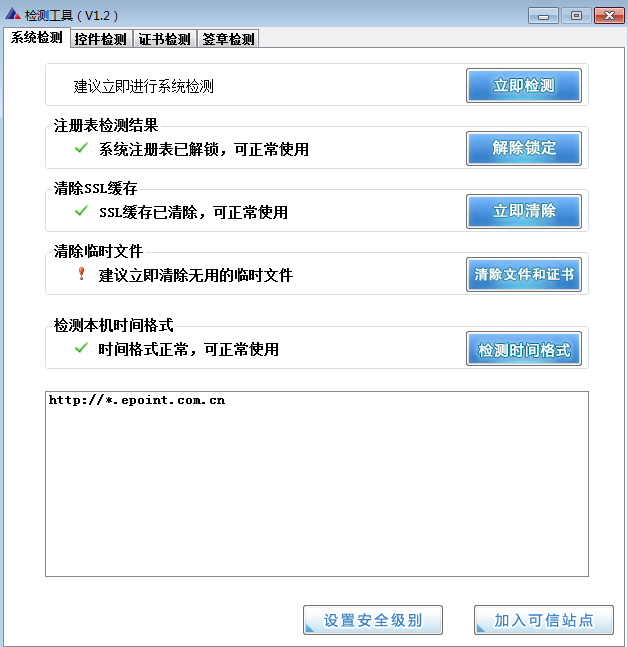 检测工具（V1.2）
系统检测 控件检测 证书检测 签章检测
建议立即进行系统检测 立即检测
注册表检测结果
系统注册表已解锁，可正常使用 解除锁定
清除SSL缓存
SSL缓存已清除，可正常使用 立即清除
清除临时文件
建议立即清除无用的临时文件 清除文件和证书
检测本机时间格式
时间格式正常，可正常使用 检测时间格式
http://*.epoint.com.cn
设置安全级别 加入可信站点